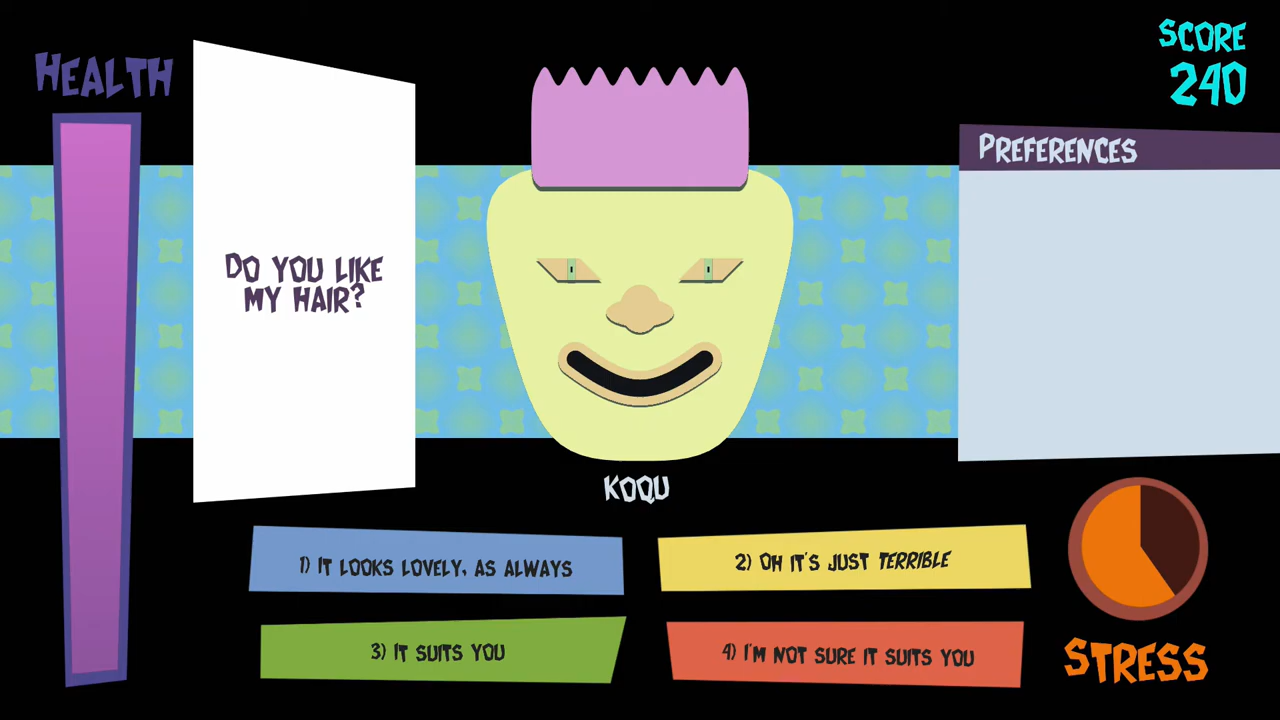 HEALTH
SCORE
240
PREFERENCES
DO YOU LIKE
MY HAIR?
KOQU
1) IT LOOKS LOVELY, AS ALWAYS
2) OH IT'S JUST TERRIBLE
3) IT SUITS YOU
4) I'M NOT SURE IT SUITS YOU
STRESS